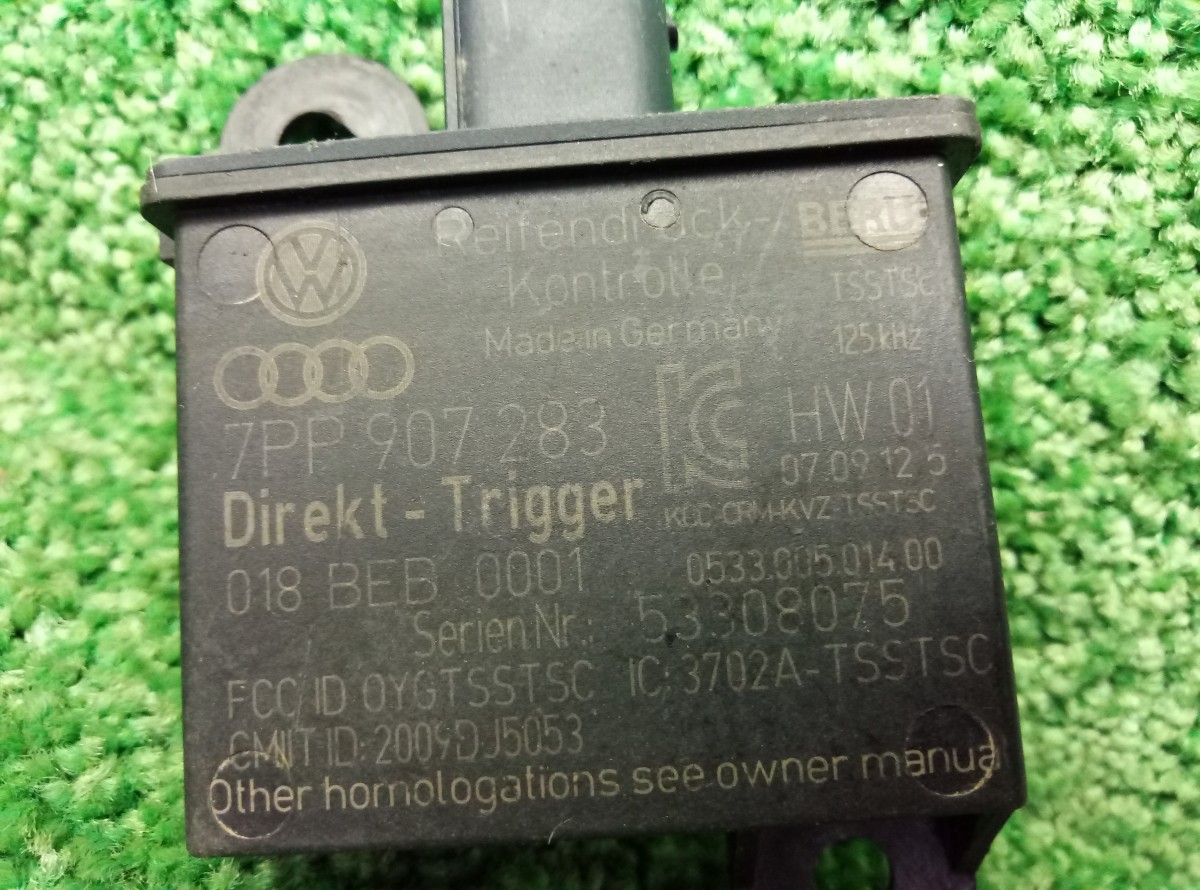 Reifendruck-
Kontrolle
BERU
TSSTSC
Made in Germany
125 kHz
7PP 907 283
HW 01
07.09.12 5
Direkt - Trigger
KCC-CRM-KVZ-TSSTSC
018 BEB 0001
0533.005.014.00
Serien Nr.: 53308075
FCC ID OYGTSSTSC IC: 3702A-TSSTSC
CMIIT ID: 2009DJ5053
Other homologations see owner manual